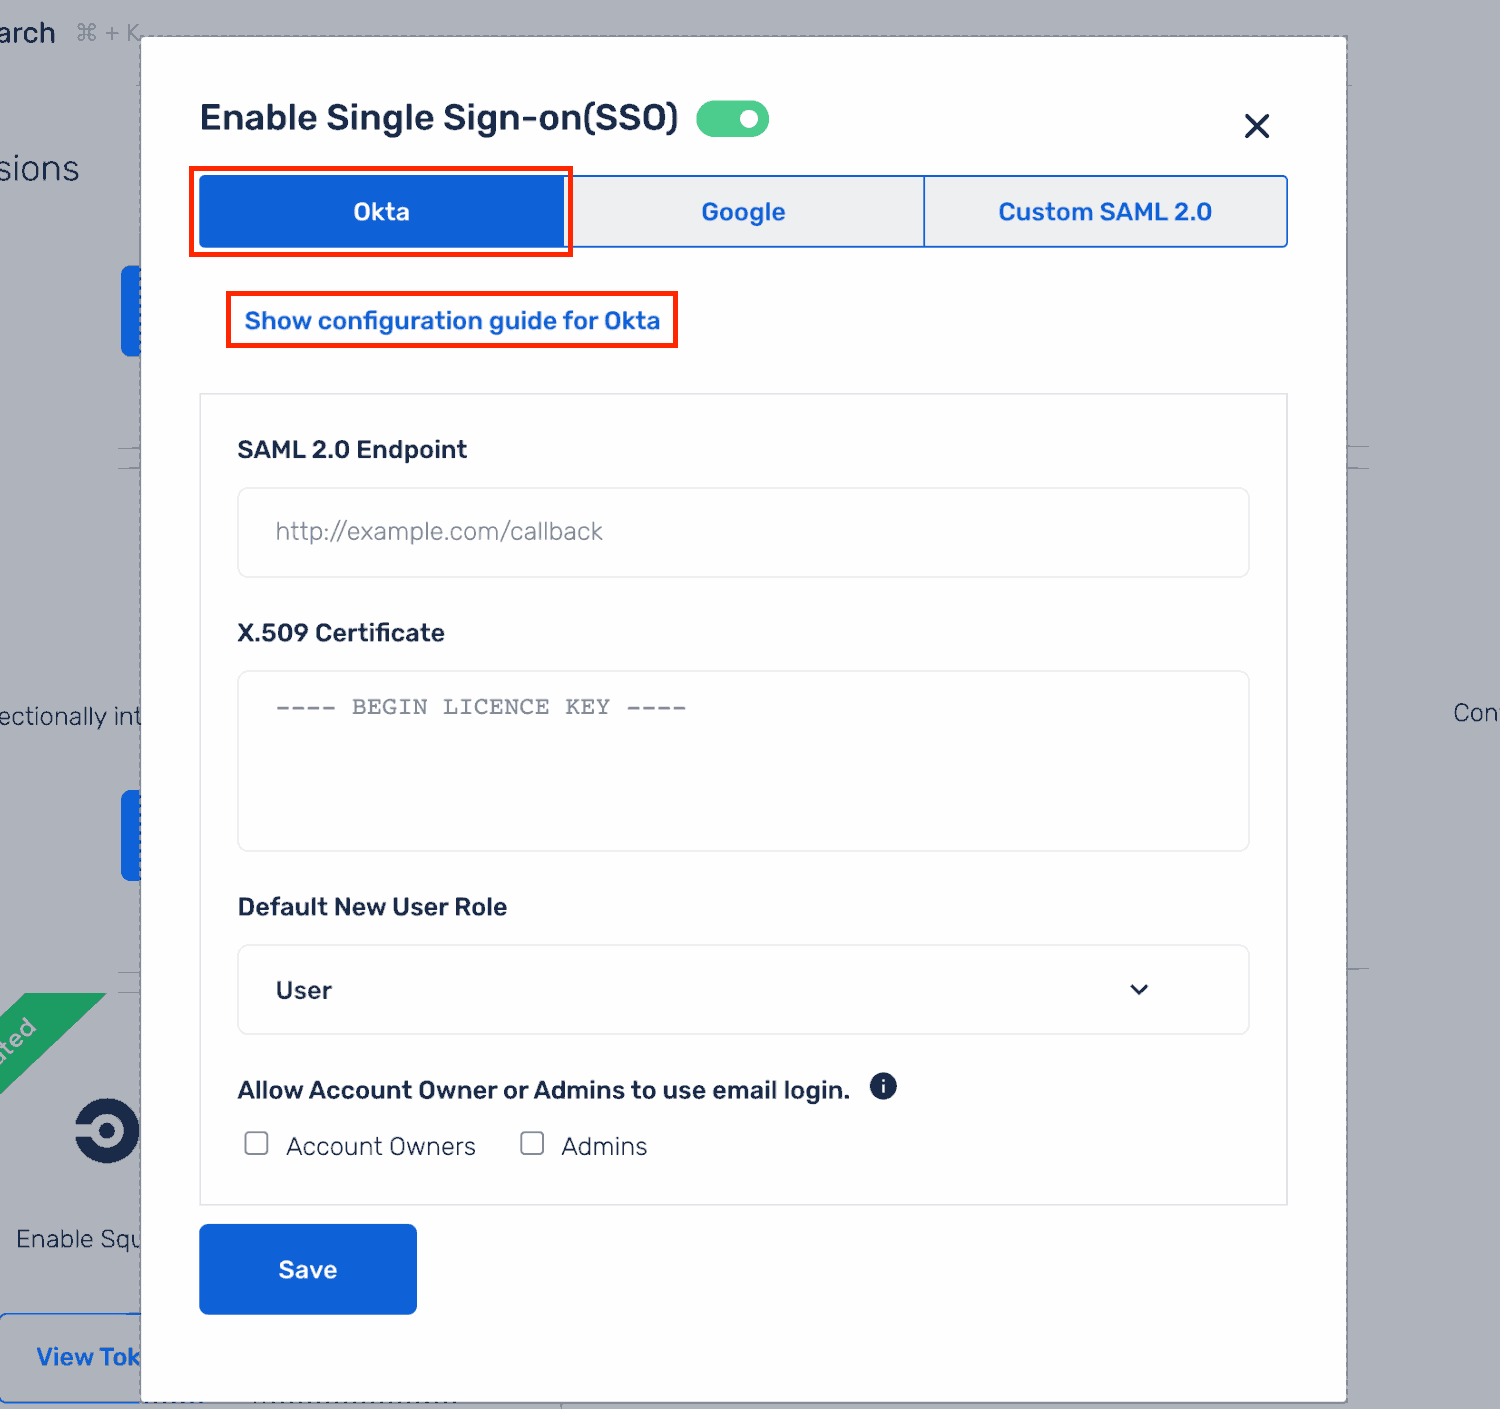 arch ⌘ + K
Enable Single Sign-on(SSO)
sions
Okta
Google
Custom SAML 2.0
Show configuration guide for Okta
SAML 2.0 Endpoint
http://example.com/callback
X.509 Certificate
---- BEGIN LICENCE KEY ----
ectionally int
Con
Default New User Role
User
ated
Allow Account Owner or Admins to use email login.
Account Owners
Admins
Enable Squ
Save
View Tok